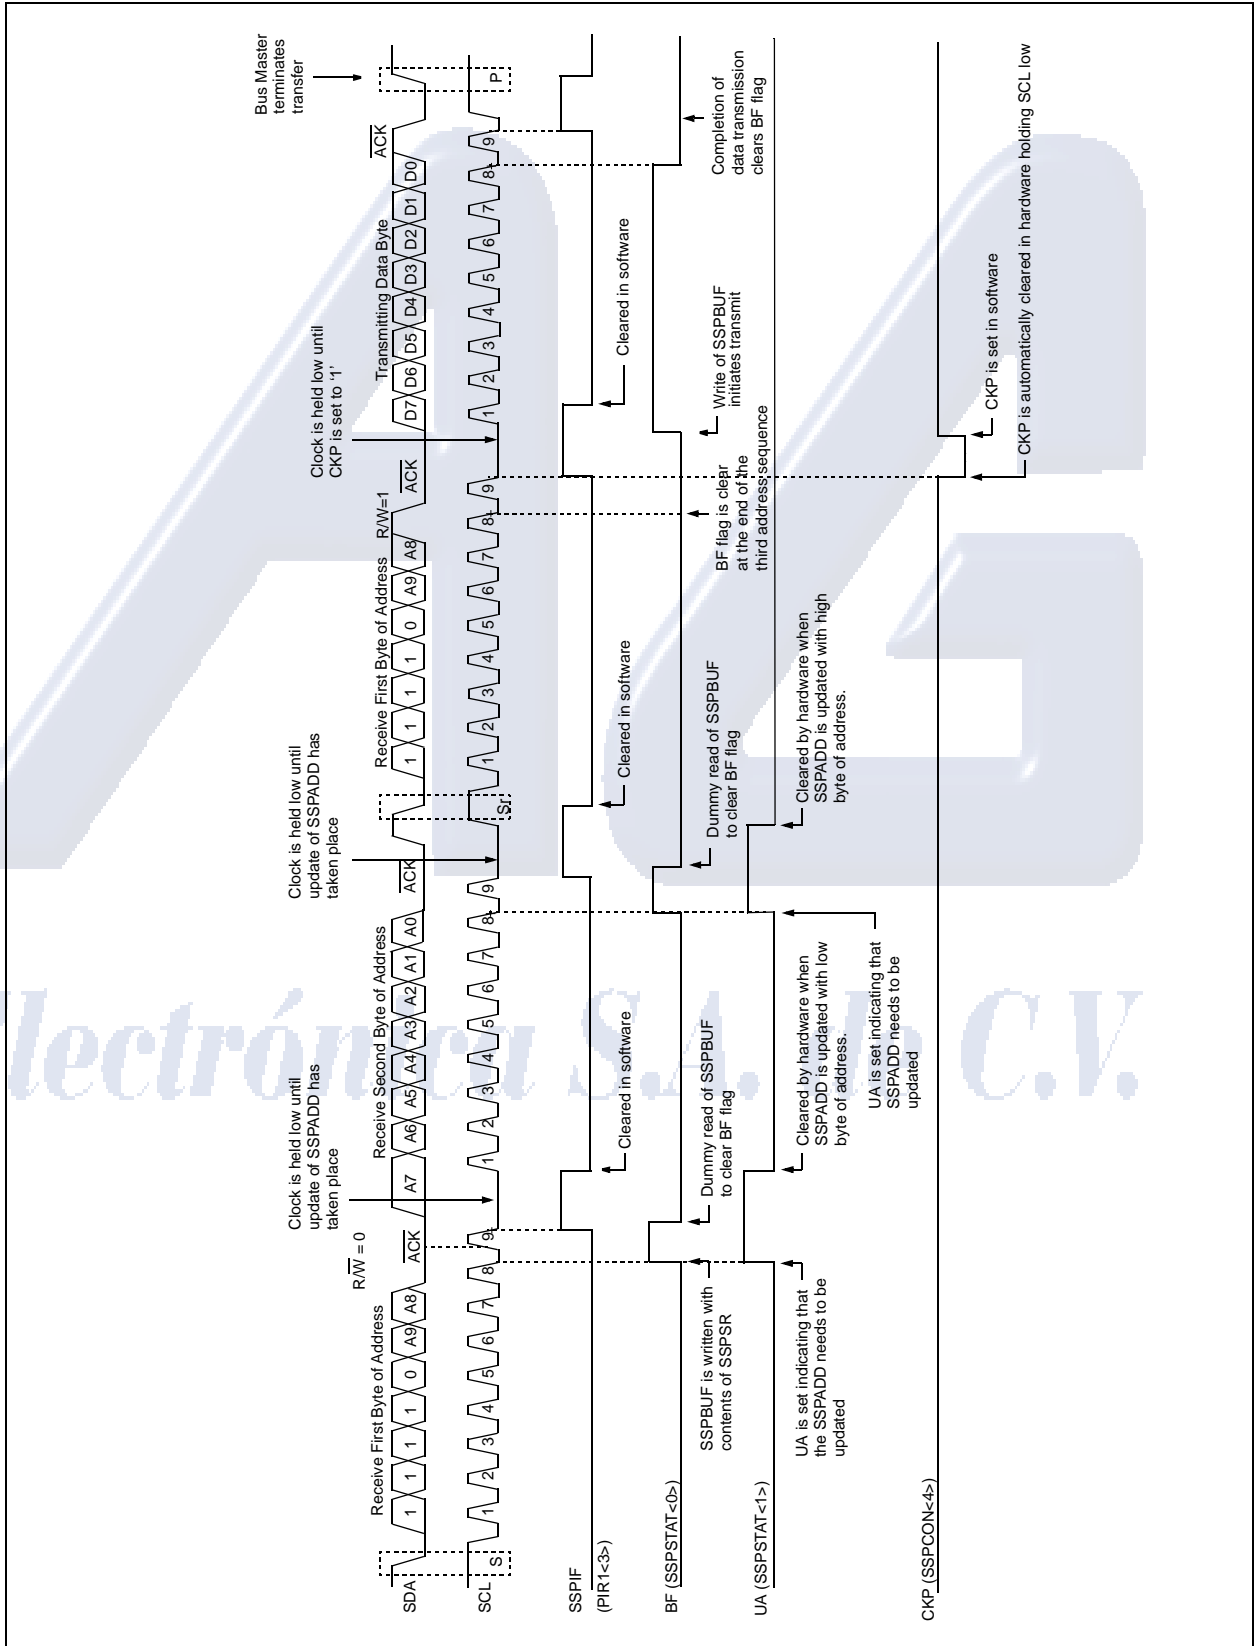 Bus Master
terminates
transfer
Clock is held low until
update of SSPADD has
taken place
Clock is held low until
update of SSPADD has
taken place
Clock is held low until
CKP is set to '1'
R/W = 0
R/W=1
Receive First Byte of Address
ACK
Receive Second Byte of Address
ACK
Receive First Byte of Address
ACK
Transmitting Data Byte
ACK
SDA
1 1 1 1 0 A9 A8
A7 A6 A5 A4 A3 A2 A1 A0
1 1 1 1 0 A9 A8
D7 D6 D5 D4 D3 D2 D1 D0
SCL
S
1 2 3 4 5 6 7 8 9
1 2 3 4 5 6 7 8 9
Sr
1 2 3 4 5 6 7 8 9
1 2 3 4 5 6 7 8 9
P
SSPIF
(PIR1<3>)
Cleared in software
Cleared in software
Cleared in software
BF (SSPSTAT<0>)
SSPBUF is written with
contents of SSPSR
Dummy read of SSPBUF
to clear BF flag
Dummy read of SSPBUF
to clear BF flag
BF flag is clear
at the end of the
third address sequence
Write of SSPBUF
initiates transmit
Completion of
data transmission
clears BF flag
UA (SSPSTAT<1>)
UA is set indicating that
the SSPADD needs to be
updated
Cleared by hardware when
SSPADD is updated with low
byte of address.
UA is set indicating that
SSPADD needs to be
updated
Cleared by hardware when
SSPADD is updated with high
byte of address.
CKP (SSPCON<4>)
CKP is set in software
CKP is automatically cleared in hardware holding SCL low
AG
Electrónica S.A. de C.V.